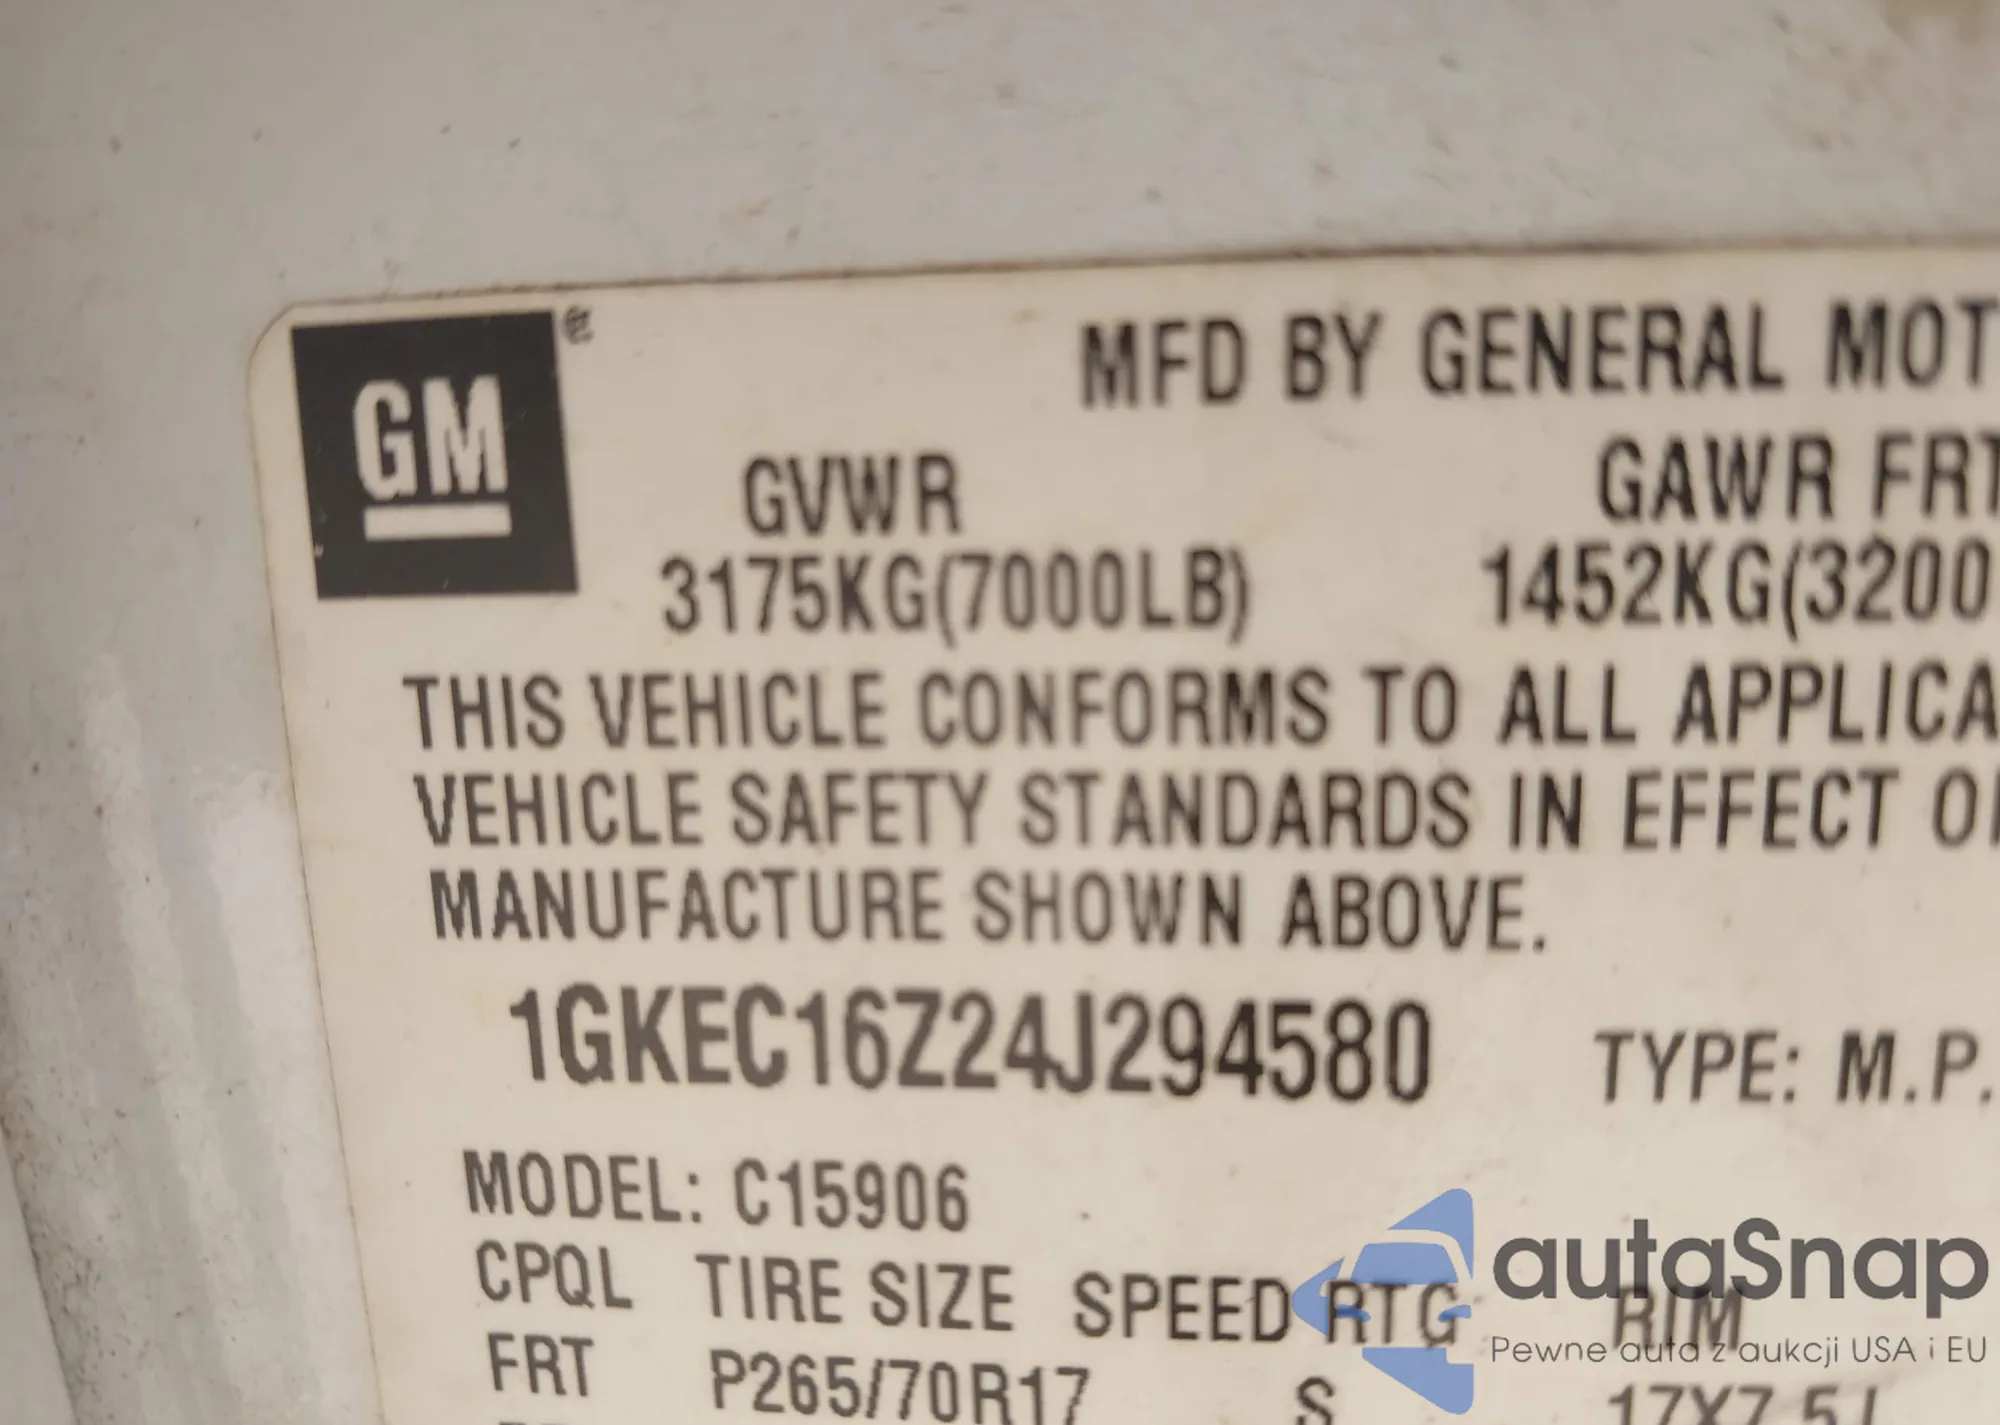 GM
MFD BY GENERAL MOT
GVWR GAWR FRT
3175KG(7000LB) 1452KG(3200
THIS VEHICLE CONFORMS TO ALL APPLICA
VEHICLE SAFETY STANDARDS IN EFFECT O
MANUFACTURE SHOWN ABOVE.
1GKEC16Z24J294580 TYPE: M.P.
MODEL: C15906
CPQL TIRE SIZE SPEED RTG RIM
FRT P265/70R17 S 17X7.5J
autaSnap
Pewne auta z aukcji USA i EU